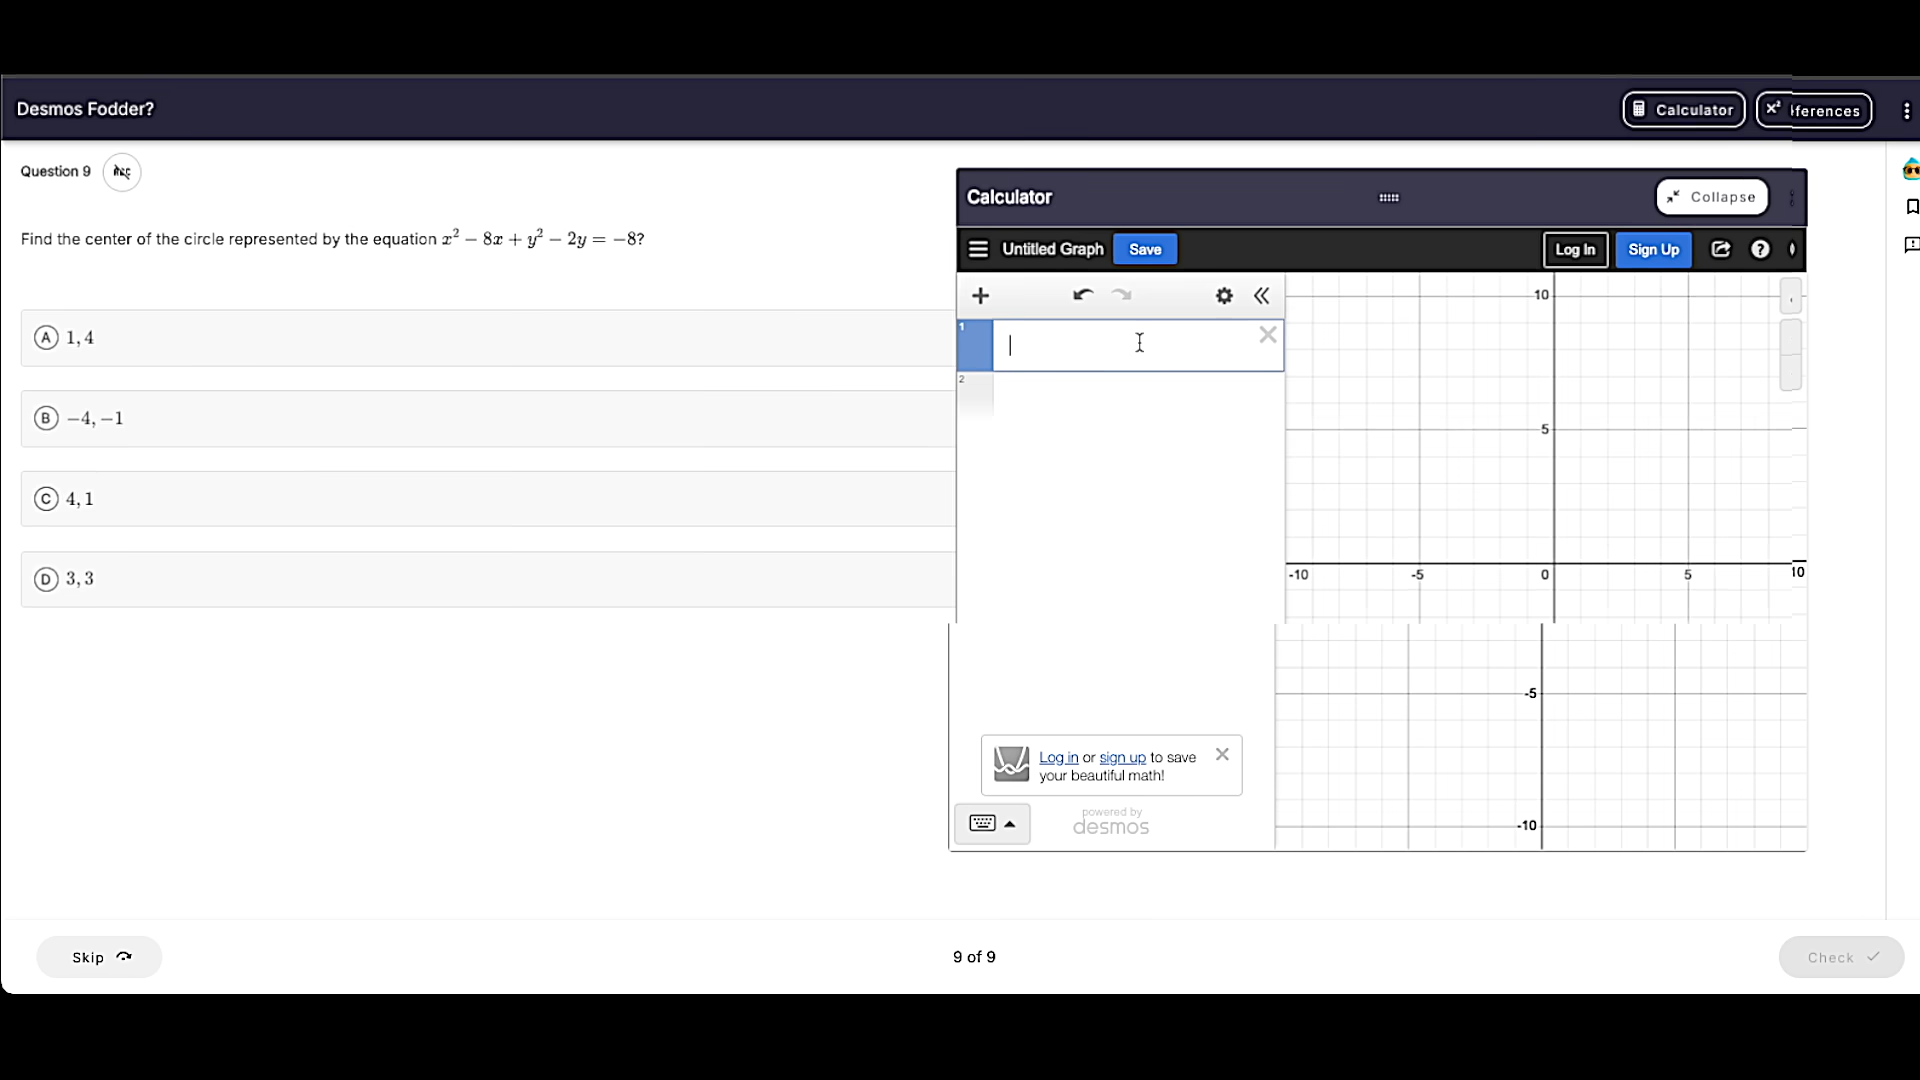 Desmos Fodder?
Calculator
x² ferences
Question 9
ABC
Find the center of the circle represented by the equation x² − 8x + y² − 2y = −8?
A 1, 4
B −4, −1
C 4, 1
D 3, 3
Calculator
Collapse
Untitled Graph
Save
Log In
Sign Up
?
1
2
10
5
-10
-5
0
5
10
-5
-10
Log in or sign up to save
your beautiful math!
powered by
desmos
Skip
9 of 9
Check